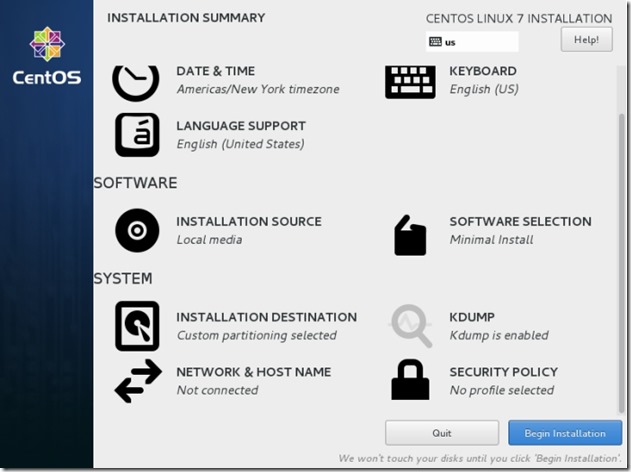 INSTALLATION SUMMARY
CENTOS LINUX 7 INSTALLATION
us
Help!
CentOS
DATE & TIME
Americas/New York timezone
KEYBOARD
English (US)
LANGUAGE SUPPORT
English (United States)
SOFTWARE
INSTALLATION SOURCE
Local media
SOFTWARE SELECTION
Minimal Install
SYSTEM
INSTALLATION DESTINATION
Custom partitioning selected
KDUMP
Kdump is enabled
NETWORK & HOST NAME
Not connected
SECURITY POLICY
No profile selected
Quit
Begin Installation
We won't touch your disks until you click 'Begin Installation'.